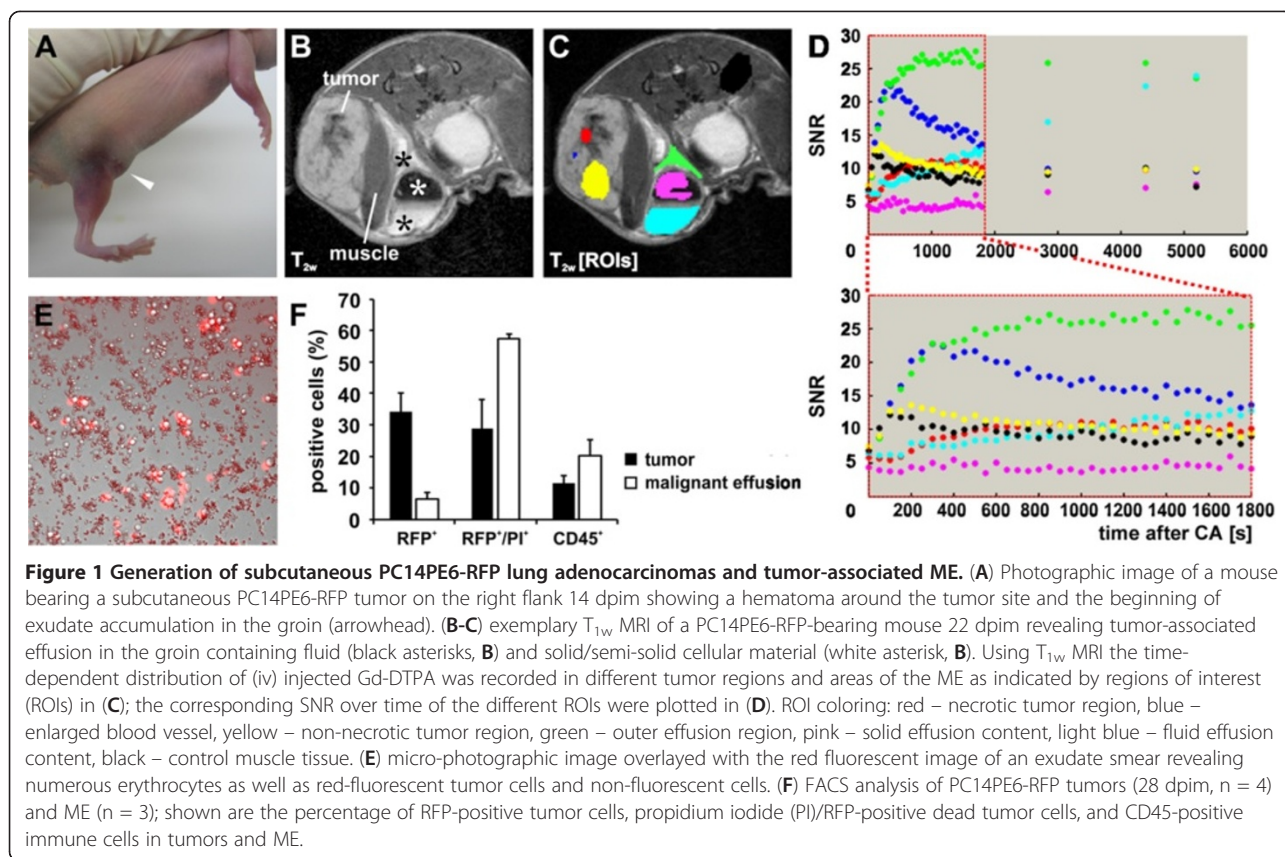 A
B
tumor
*
*
*
muscle
T2w
C
T2w [ROIs]
D
30
25
20
15
10
5
0
SNR
1000 2000 3000 4000 5000 6000
30
25
20
15
10
5
0
SNR
200 400 600 800 1000 1200 1400 1600 1800
time after CA [s]
E
F
70
60
50
40
30
20
10
0
positive cells (%)
RFP+ RFP+/PI+ CD45+
tumor
malignant effusion
Figure 1 Generation of subcutaneous PC14PE6-RFP lung adenocarcinomas and tumor-associated ME. (A) Photographic image of a mouse
bearing a subcutaneous PC14PE6-RFP tumor on the right flank 14 dpim showing a hematoma around the tumor site and the beginning of
exudate accumulation in the groin (arrowhead). (B-C) exemplary T1w MRI of a PC14PE6-RFP-bearing mouse 22 dpim revealing tumor-associated
effusion in the groin containing fluid (black asterisks, B) and solid/semi-solid cellular material (white asterisk, B). Using T1w MRI the time-
dependent distribution of (iv) injected Gd-DTPA was recorded in different tumor regions and areas of the ME as indicated by regions of interest
(ROIs) in (C); the corresponding SNR over time of the different ROIs were plotted in (D). ROI coloring: red – necrotic tumor region, blue –
enlarged blood vessel, yellow – non-necrotic tumor region, green – outer effusion region, pink – solid effusion content, light blue – fluid effusion
content, black – control muscle tissue. (E) micro-photographic image overlayed with the red fluorescent image of an exudate smear revealing
numerous erythrocytes as well as red-fluorescent tumor cells and non-fluorescent cells. (F) FACS analysis of PC14PE6-RFP tumors (28 dpim, n = 4)
and ME (n = 3); shown are the percentage of RFP-positive tumor cells, propidium iodide (PI)/RFP-positive dead tumor cells, and CD45-positive
immune cells in tumors and ME.